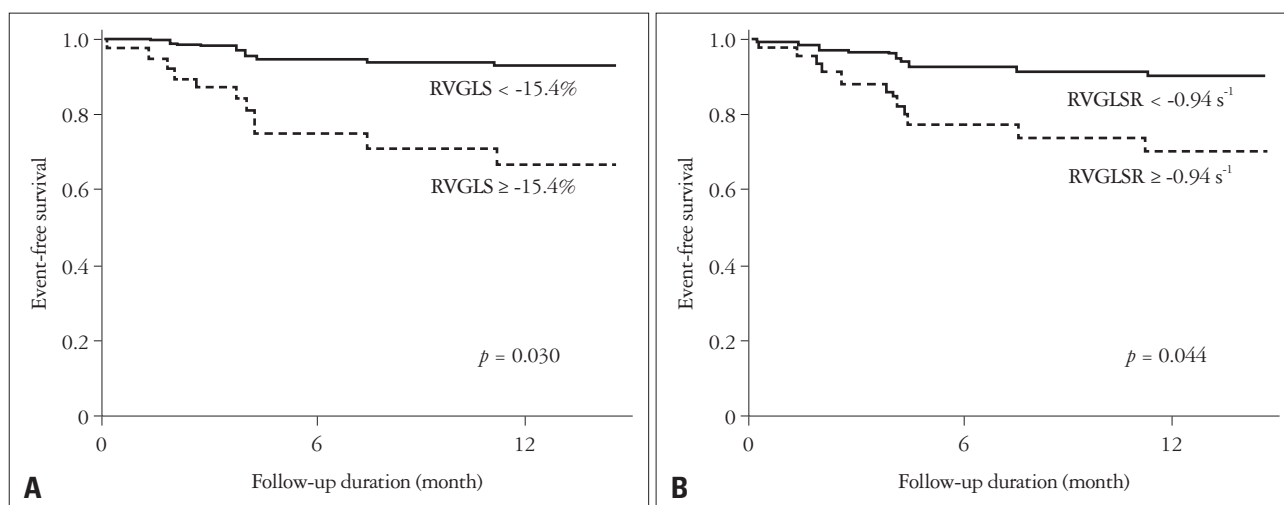 1.0
0.8
0.6
0.4
0.2
0
Event-free survival
RVGLS < -15.4%
RVGLS ≥ -15.4%
p = 0.030
0 6 12
Follow-up duration (month)
A
1.0
0.8
0.6
0.4
0.2
0
Event-free survival
RVGLSR < -0.94 s⁻¹
RVGLSR ≥ -0.94 s⁻¹
p = 0.044
0 6 12
Follow-up duration (month)
B